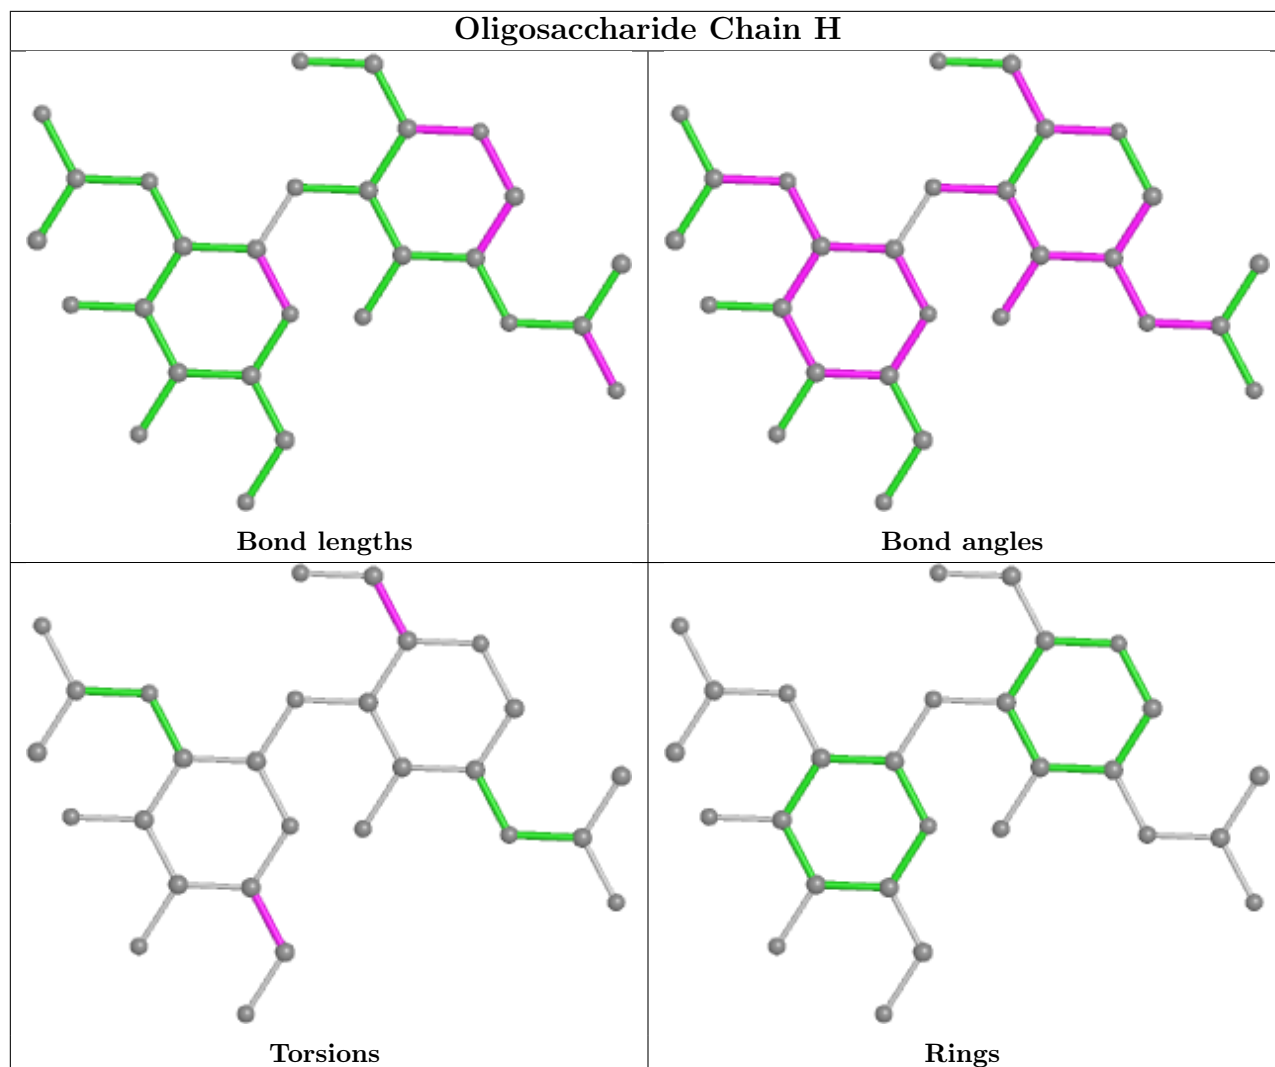 Oligosaccharide Chain H
Bond lengths
Bond angles
Torsions
Rings